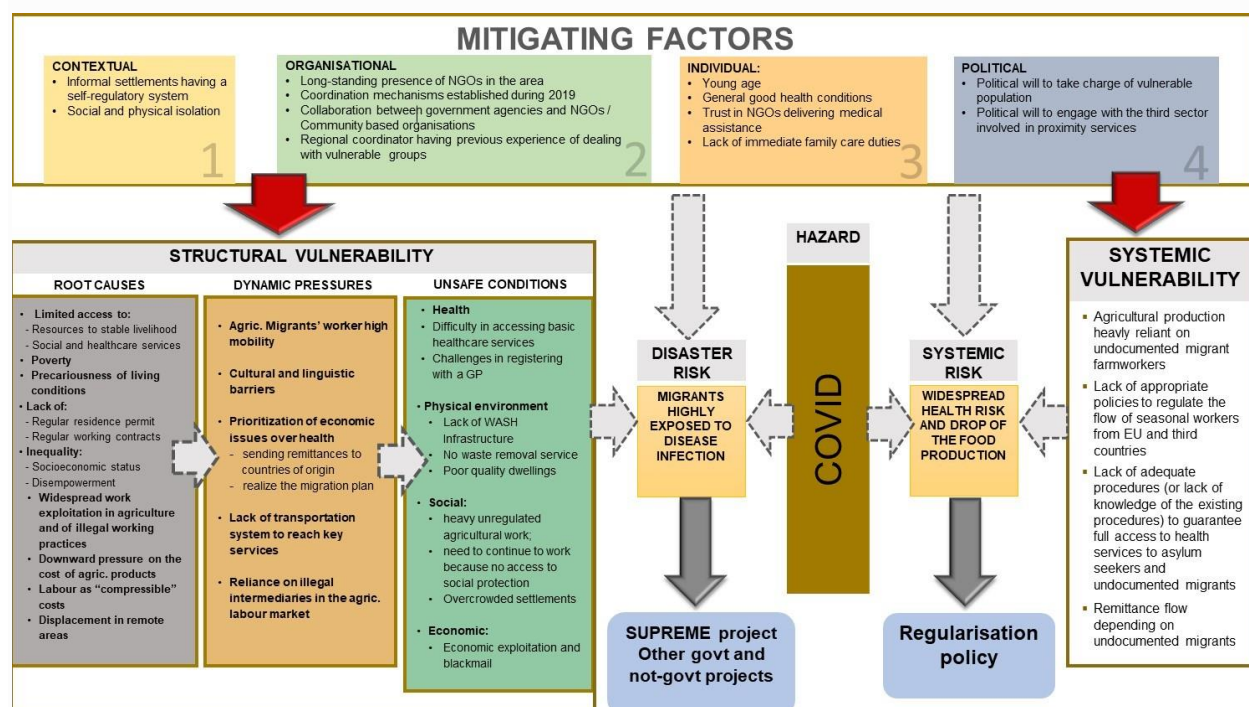 MITIGATING FACTORS
CONTEXTUAL
• Informal settlements having a
self-regulatory system
• Social and physical isolation
1
ORGANISATIONAL
• Long-standing presence of NGOs in the area
• Coordination mechanisms established during 2019
• Collaboration between government agencies and NGOs /
Community based organisations
• Regional coordinator having previous experience of dealing
with vulnerable groups
2
INDIVIDUAL:
• Young age
• General good health conditions
• Trust in NGOs delivering medical
assistance
• Lack of immediate family care duties
3
POLITICAL
• Political will to take charge of vulnerable
population
• Political will to engage with the third sector
involved in proximity services
4
STRUCTURAL VULNERABILITY
ROOT CAUSES
• Limited access to:
- Resources to stable livelihood
- Social and healthcare services
• Poverty
• Precariousness of living
conditions
• Lack of:
- Regular residence permit
- Regular working contracts
• Inequality:
- Socioeconomic status
- Disempowerment
• Widespread work
exploitation in agriculture
and of illegal working
practices
• Downward pressure on the
cost of agric. products
• Labour as “compressible”
costs
• Displacement in remote
areas
DYNAMIC PRESSURES
• Agric. Migrants’ worker high
mobility
• Cultural and linguistic
barriers
• Prioritization of economic
issues over health
- sending remittances to
countries of origin
- realize the migration plan
• Lack of transportation
system to reach key
services
• Reliance on illegal
intermediaries in the agric.
labour market
UNSAFE CONDITIONS
• Health
• Difficulty in accessing basic
healthcare services
• Challenges in registering
with a GP
• Physical environment
• Lack of WASH
Infrastructure
• No waste removal service
• Poor quality dwellings
• Social:
• heavy unregulated
agricultural work;
• need to continue to work
because no access to
social protection
• Overcrowded settlements
• Economic:
• Economic exploitation and
blackmail
DISASTER
RISK
MIGRANTS
HIGHLY
EXPOSED TO
DISEASE
INFECTION
SUPREME project
Other govt and
not-govt projects
HAZARD
COVID
SYSTEMIC
RISK
WIDESPREAD
HEALTH RISK
AND DROP OF
THE FOOD
PRODUCTION
Regularisation
policy
SYSTEMIC
VULNERABILITY
▪ Agricultural production
heavily reliant on
undocumented migrant
farmworkers
▪ Lack of appropriate
policies to regulate the
flow of seasonal workers
from EU and third
countries
▪ Lack of adequate
procedures (or lack of
knowledge of the existing
procedures) to guarantee
full access to health
services to asylum
seekers and
undocumented migrants
▪ Remittance flow
depending on
undocumented migrants